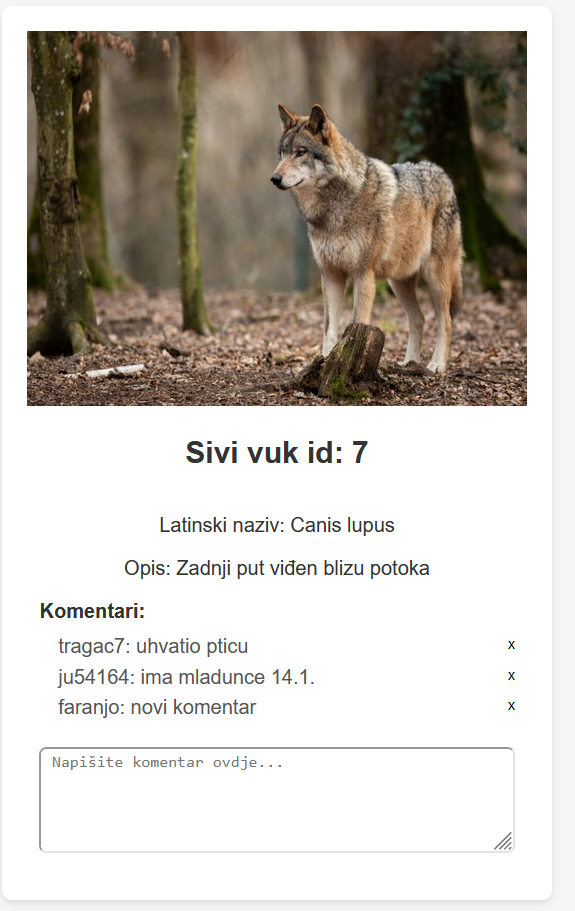 Sivi vuk id: 7
Latinski naziv: Canis lupus
Opis: Zadnji put viđen blizu potoka
Komentari:
tragac7: uhvatio pticu x
ju54164: ima mladunce 14.1. x
faranjo: novi komentar x
Napišite komentar ovdje...